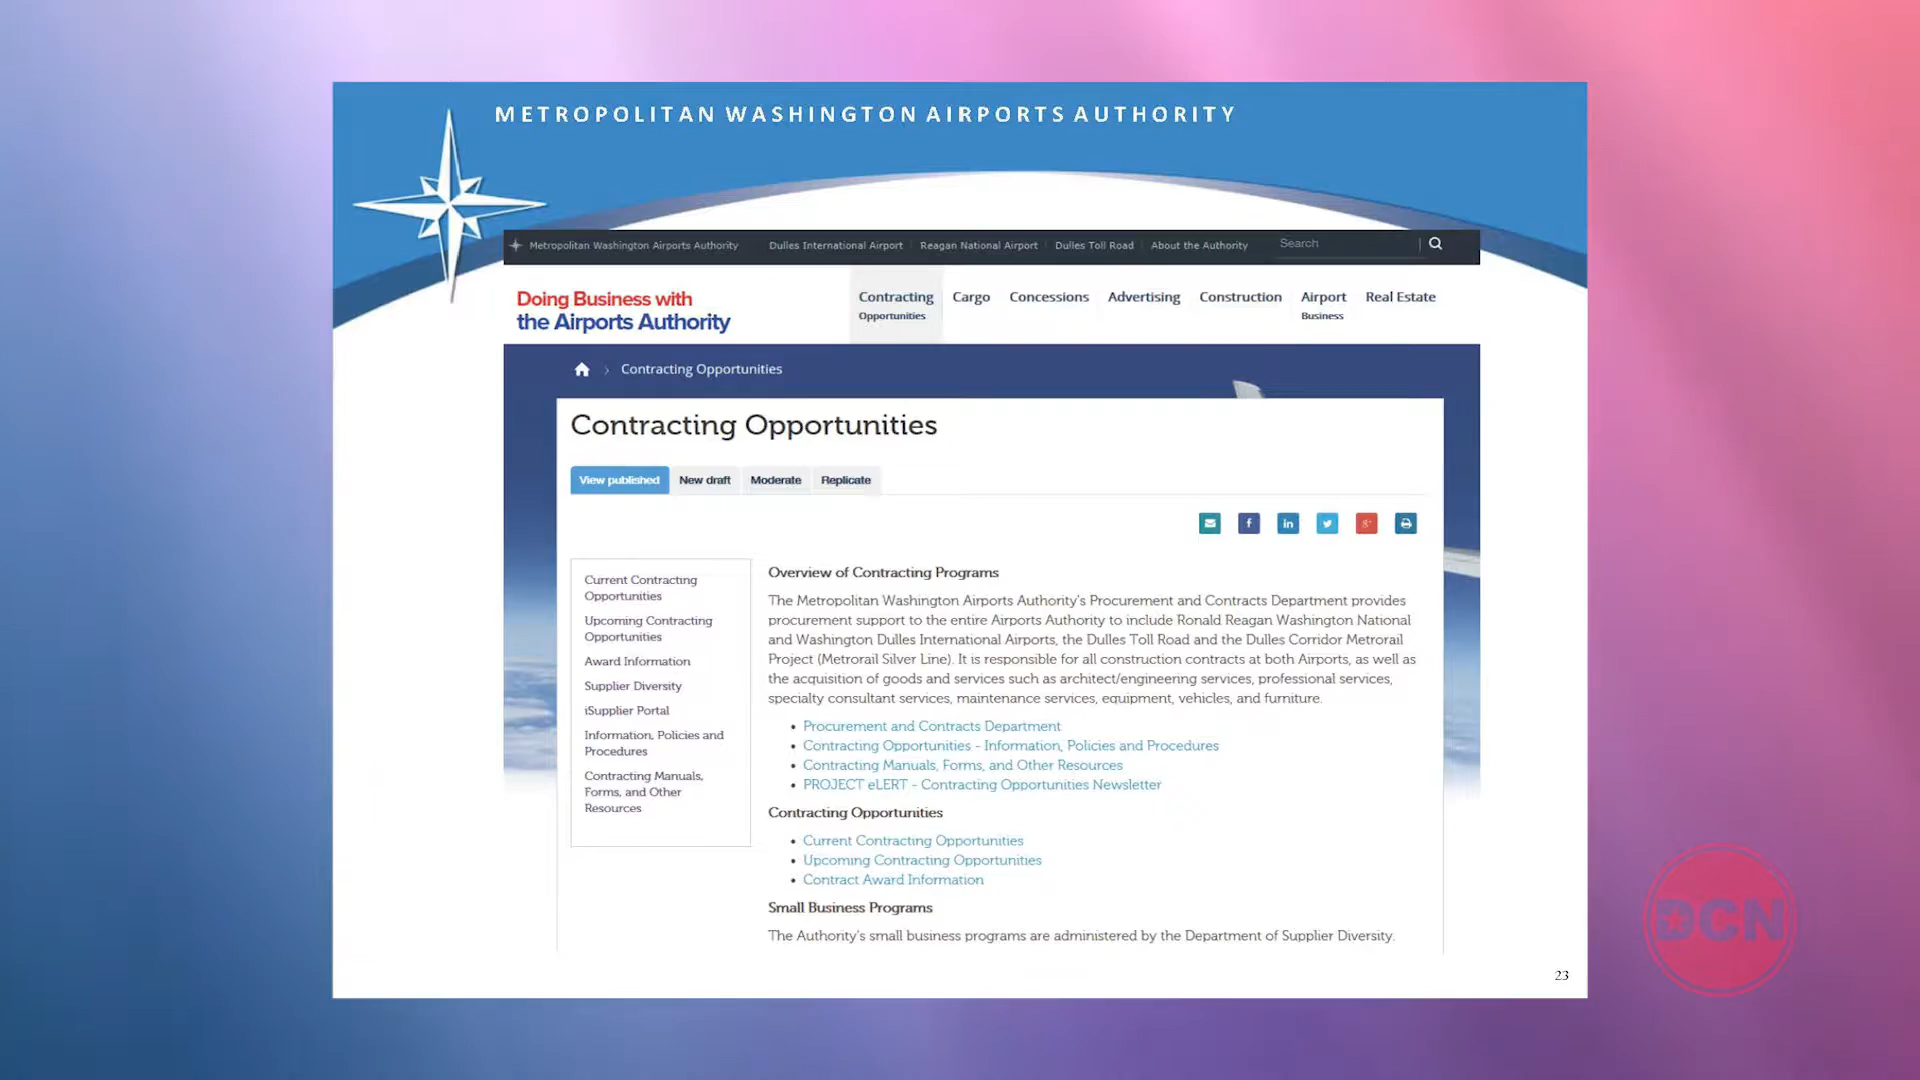 METROPOLITAN WASHINGTON AIRPORTS AUTHORITY
Metropolitan Washington Airports Authority Dulles International Airport Reagan National Airport Dulles Toll Road About the Authority Search
Doing Business with
the Airports Authority
Contracting Cargo Concessions Advertising Construction Airport Real Estate
Opportunities Business
Contracting Opportunities
Contracting Opportunities
View published New draft Moderate Replicate
Current Contracting
Opportunities
Upcoming Contracting
Opportunities
Award Information
Supplier Diversity
iSupplier Portal
Information, Policies and
Procedures
Contracting Manuals,
Forms, and Other
Resources
Overview of Contracting Programs
The Metropolitan Washington Airports Authority's Procurement and Contracts Department provides
procurement support to the entire Airports Authority to include Ronald Reagan Washington National
and Washington Dulles International Airports, the Dulles Toll Road and the Dulles Corridor Metrorail
Project (Metrorail Silver Line). It is responsible for all construction contracts at both Airports, as well as
the acquisition of goods and services such as architect/engineering services, professional services,
specialty consultant services, maintenance services, equipment, vehicles, and furniture.
• Procurement and Contracts Department
• Contracting Opportunities - Information, Policies and Procedures
• Contracting Manuals, Forms, and Other Resources
• PROJECT eLERT - Contracting Opportunities Newsletter
Contracting Opportunities
• Current Contracting Opportunities
• Upcoming Contracting Opportunities
• Contract Award Information
Small Business Programs
The Authority's small business programs are administered by the Department of Supplier Diversity.
23
DCN